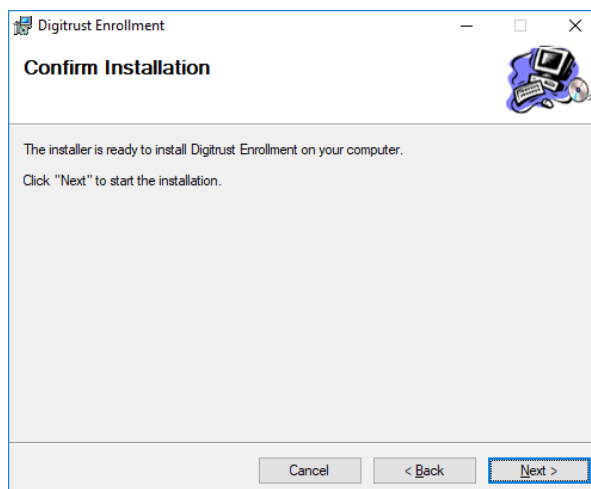 Digitrust Enrollment
Confirm Installation
The installer is ready to install Digitrust Enrollment on your computer.
Click "Next" to start the installation.
Cancel
< Back
Next >